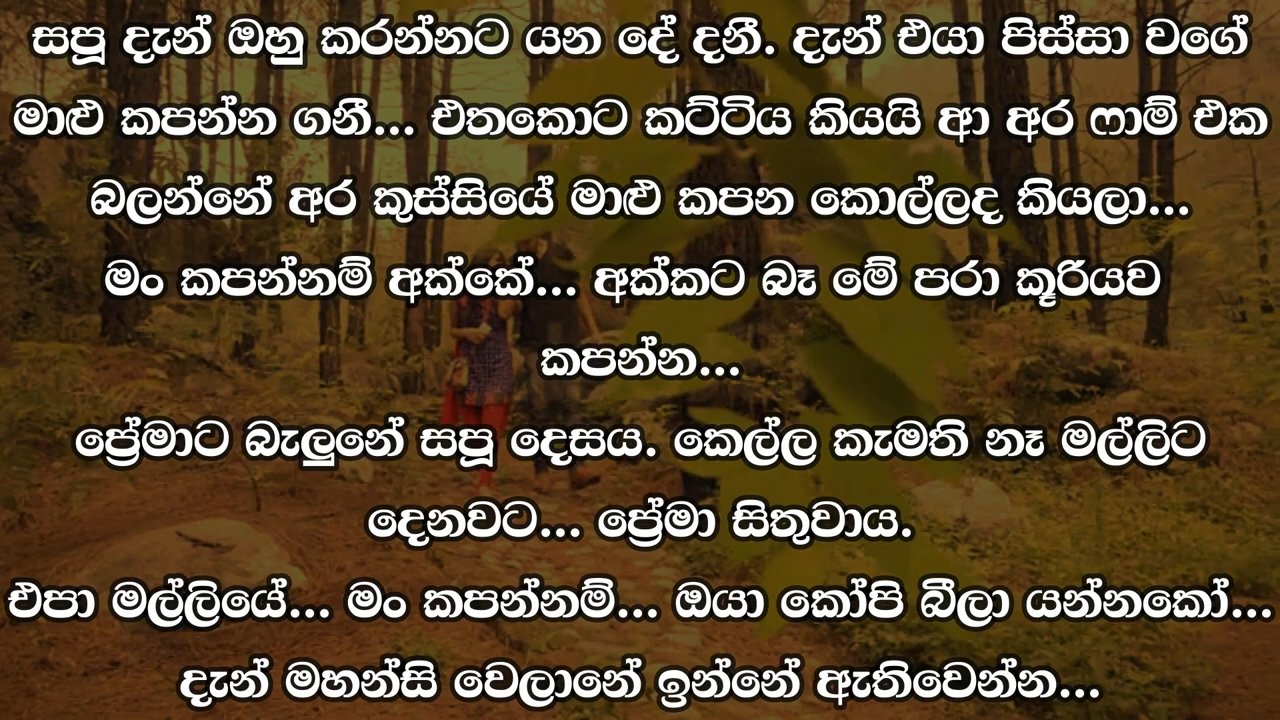 සපූ දැන් ඔහු කරන්නට යන දේ දනී. දැන් එයා පිස්සා වගේ
මාළු කපන්න ගනී... එතකොට කට්ටිය කියයි ආ අර ෆාම් එක
බලන්නේ අර කුස්සියේ මාළු කපන කොල්ලද කියලා...
මං කපන්නම් අක්කේ... අක්කට බෑ මේ පරා කූරියව
කපන්න...
ප්‍රේමාට බැලුනේ සපූ දෙසය. කෙල්ල කැමති නෑ මල්ලිට
දෙනවට... ප්‍රේමා සිතුවාය.
එපා මල්ලියේ... මං කපන්නම්... ඔයා කෝපි බීලා යන්නකෝ...
දැන් මහන්සි වෙලානේ ඉන්නේ ඇතිවෙන්න...